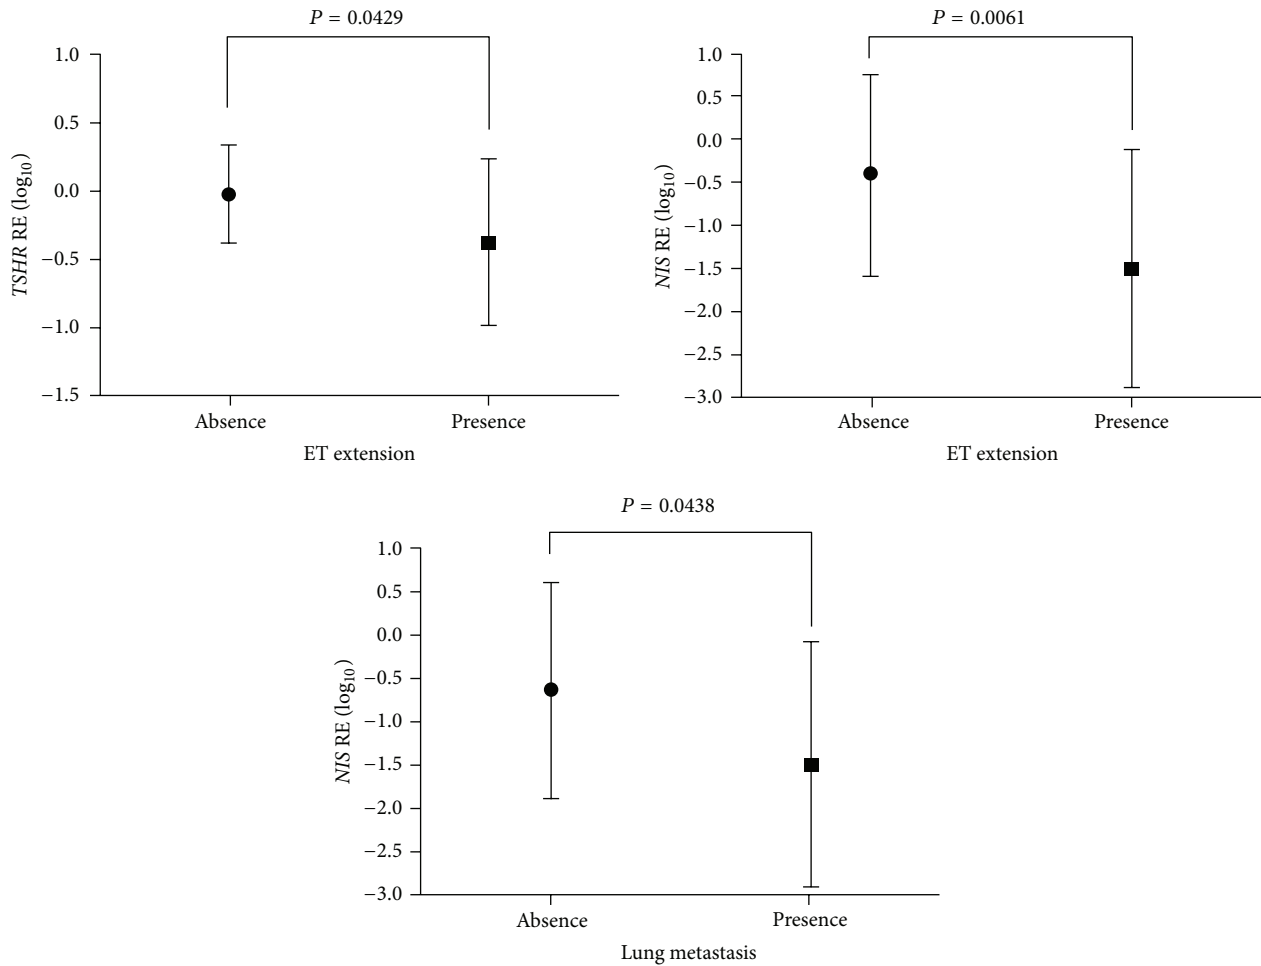 P = 0.0429
1.0
0.5
0.0
−0.5
−1.0
−1.5
TSHR RE (log10)
Absence
Presence
ET extension
P = 0.0061
1.0
0.5
0.0
−0.5
−1.0
−1.5
−2.0
−2.5
−3.0
NIS RE (log10)
Absence
Presence
ET extension
P = 0.0438
1.0
0.5
0.0
−0.5
−1.0
−1.5
−2.0
−2.5
−3.0
NIS RE (log10)
Absence
Presence
Lung metastasis